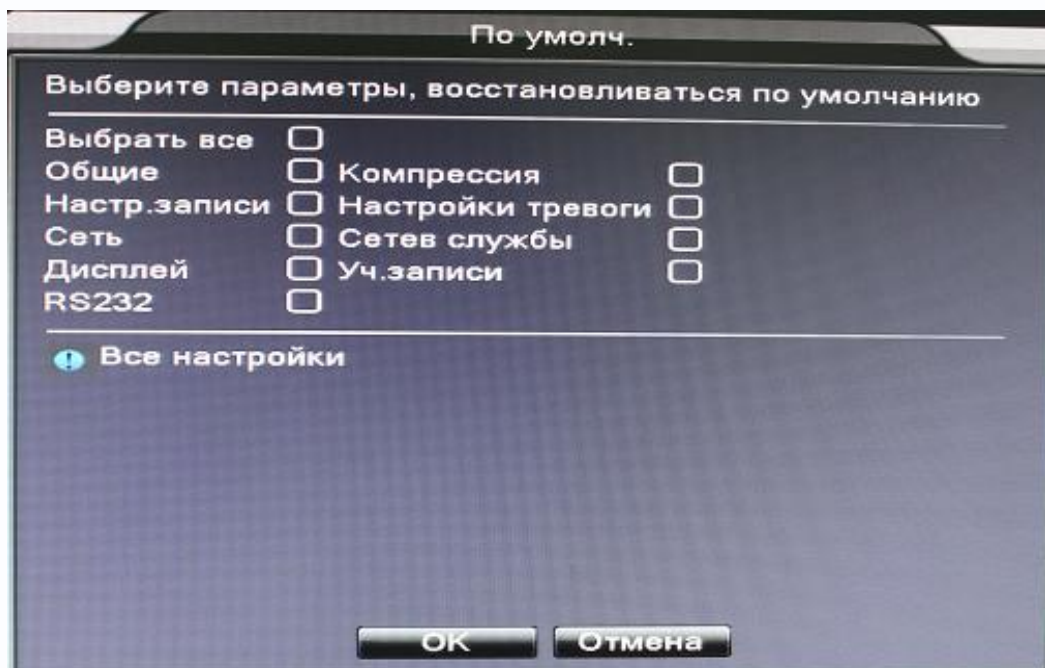 По умолч.
Выберите параметры, восстановливаться по умолчанию
Выбрать все
Общие Компрессия
Настр.записи Настройки тревоги
Сеть Сетев службы
Дисплей Уч.записи
RS232
Все настройки
OK Отмена